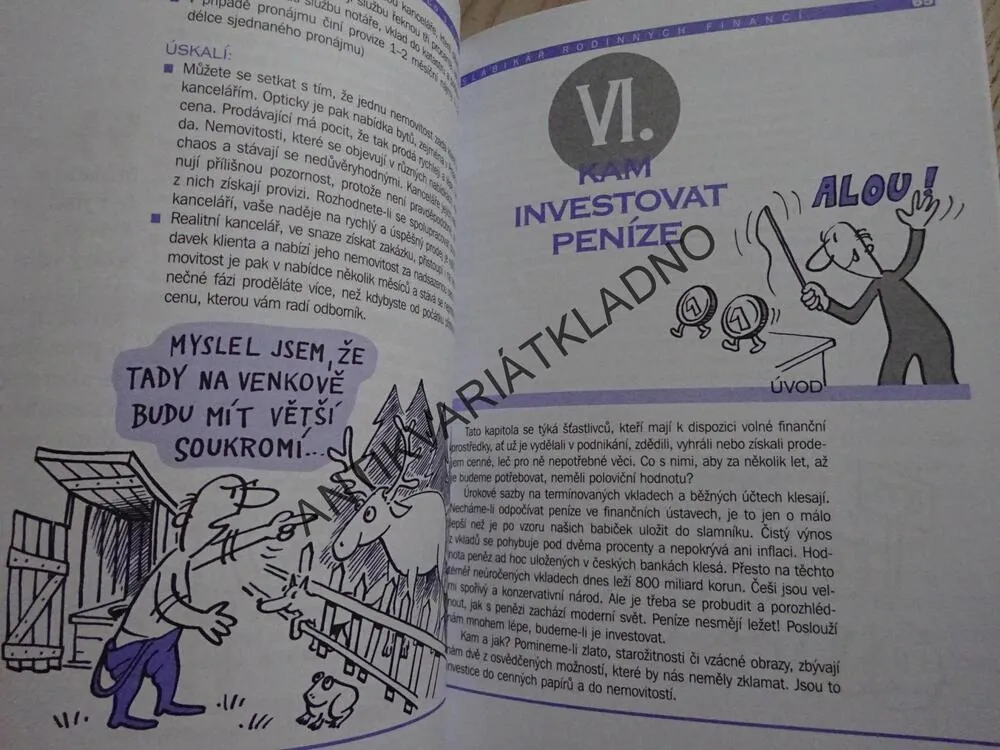 V případě pronájmu činí provize 1–2 měsíční
délce sjednaného pronájmu)
ÚSKALÍ:
Můžete se setkat s tím, že jednu nemovitost
kancelářím. Opticky je pak nabídka bytů, zejména
cena. Prodávající má pocit, že tak prodá rychleji a
da. Nemovitosti, které se objevují v různých
chaos a stávají se nedůvěryhodnými. Kanceláře
nují přílišnou pozornost, protože není pravděpodobné
z nich získají provizi. Rozhodnete-li se spolupracovat
kanceláří, vaše naděje na rychlý a úspěšný prodej
Realitní kancelář, ve snaze získat zakázku, přistoupí
davek klienta a nabízí jeho nemovitost za nadsazenou
movitost je pak v nabídce několik měsíců a stává se
nečné fázi proděláte více, než kdybyste od počátku
cenu, kterou vám radí odborník.
MYSLEL JSEM, ŽE
TADY NA VENKOVĚ
BUDU MÍT VĚTŠÍ
SOUKROMÍ...
SLABIKÁŘ RODINNÝCH FINANCÍ
65
VI.
KAM
INVESTOVAT
PENÍZE
ALOU!
1
1
ÚVOD
Tato kapitola se týká šťastlivců, kteří mají k dispozici volné finanční
prostředky, ať už je vydělali v podnikání, zdědili, vyhráli nebo získali prode-
jem cenné, leč pro ně nepotřebné věci. Co s nimi, aby za několik let, až
je budeme potřebovat, neměli poloviční hodnotu?
Úrokové sazby na termínovaných vkladech a běžných účtech klesají.
Necháme-li odpočívat peníze ve finančních ústavech, je to jen o málo
lepší než je po vzoru našich babiček uložit do slamníku. Čistý výnos
z vkladů se pohybuje pod dvěma procenty a nepokrývá ani inflaci. Hod-
nota peněz ad hoc uložených v českých bankách klesá. Přesto na těchto
téměř neúročených vkladech dnes leží 800 miliard korun. Češi jsou vel-
mi spořivý a konzervativní národ. Ale je třeba se probudit a porozhléd-
nout, jak s penězi zachází moderní svět. Peníze nesmějí ležet! Poslouží
nám mnohem lépe, budeme-li je investovat.
Kam a jak? Pomineme-li zlato, starožitnosti či vzácné obrazy, zbývají
nám dvě z osvědčených možností, které by nás neměly zklamat. Jsou to
investice do cenných papírů a do nemovitostí.
ANTIKVARIÁTKLADNO